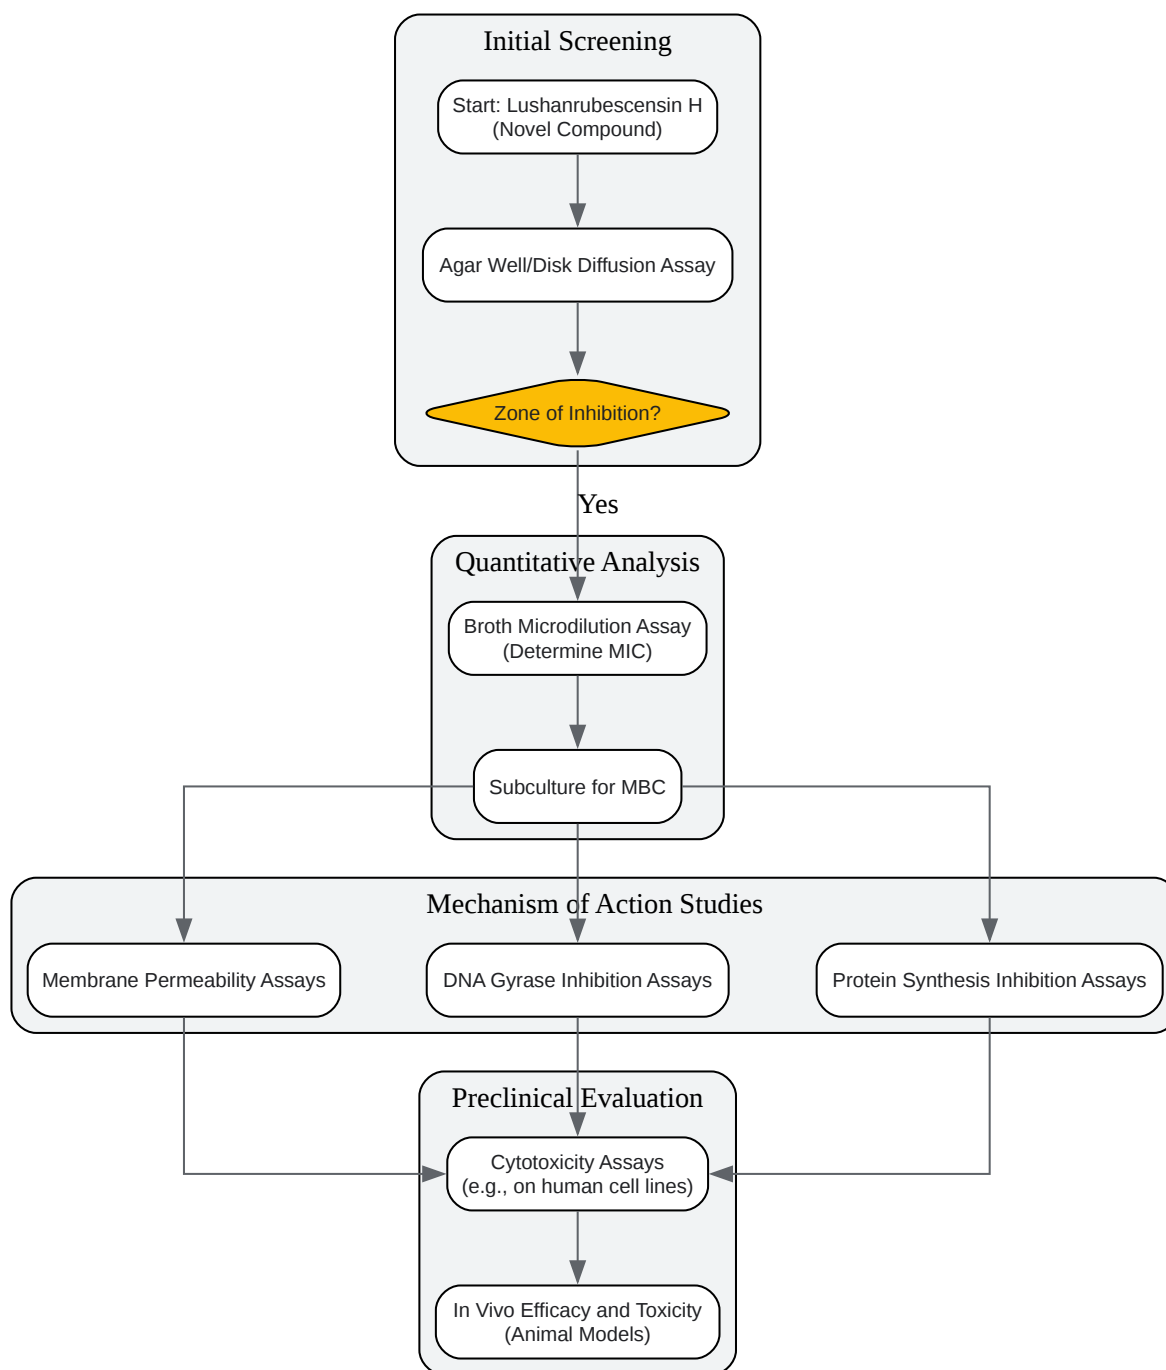 Initial Screening
Start: Lushanrubescensin H
(Novel Compound)
Agar Well/Disk Diffusion Assay
Zone of Inhibition?
Yes
Quantitative Analysis
Broth Microdilution Assay
(Determine MIC)
Subculture for MBC
Mechanism of Action Studies
Membrane Permeability Assays
DNA Gyrase Inhibition Assays
Protein Synthesis Inhibition Assays
Preclinical Evaluation
Cytotoxicity Assays
(e.g., on human cell lines)
In Vivo Efficacy and Toxicity
(Animal Models)